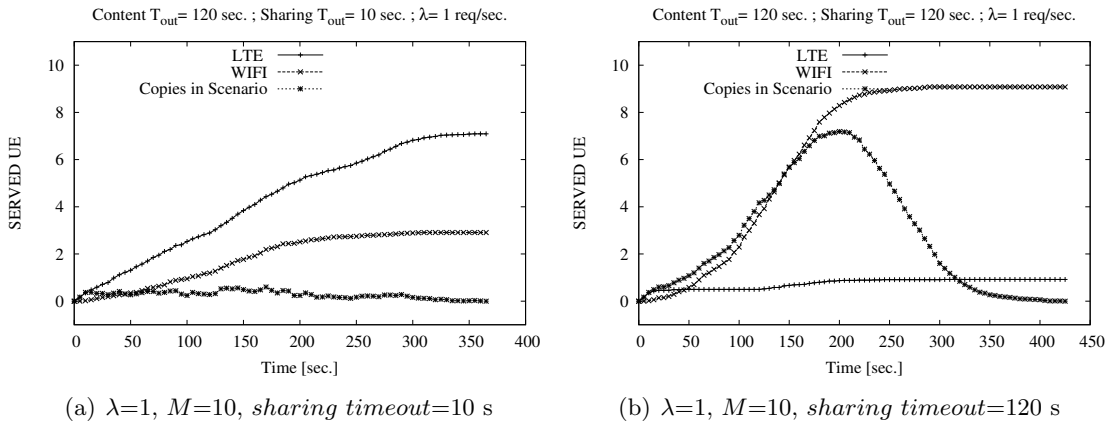 Content Tout= 120 sec. ; Sharing Tout= 10 sec. ; λ= 1 req/sec.
LTE
WIFI
Copies in Scenario
SERVED UE
10
8
6
4
2
0
0 50 100 150 200 250 300 350 400
Time [sec.]
(a) λ=1, M=10, sharing timeout=10 s
Content Tout= 120 sec. ; Sharing Tout= 120 sec. ; λ= 1 req/sec.
LTE
WIFI
Copies in Scenario
SERVED UE
10
8
6
4
2
0
0 50 100 150 200 250 300 350 400 450
Time [sec.]
(b) λ=1, M=10, sharing timeout=120 s